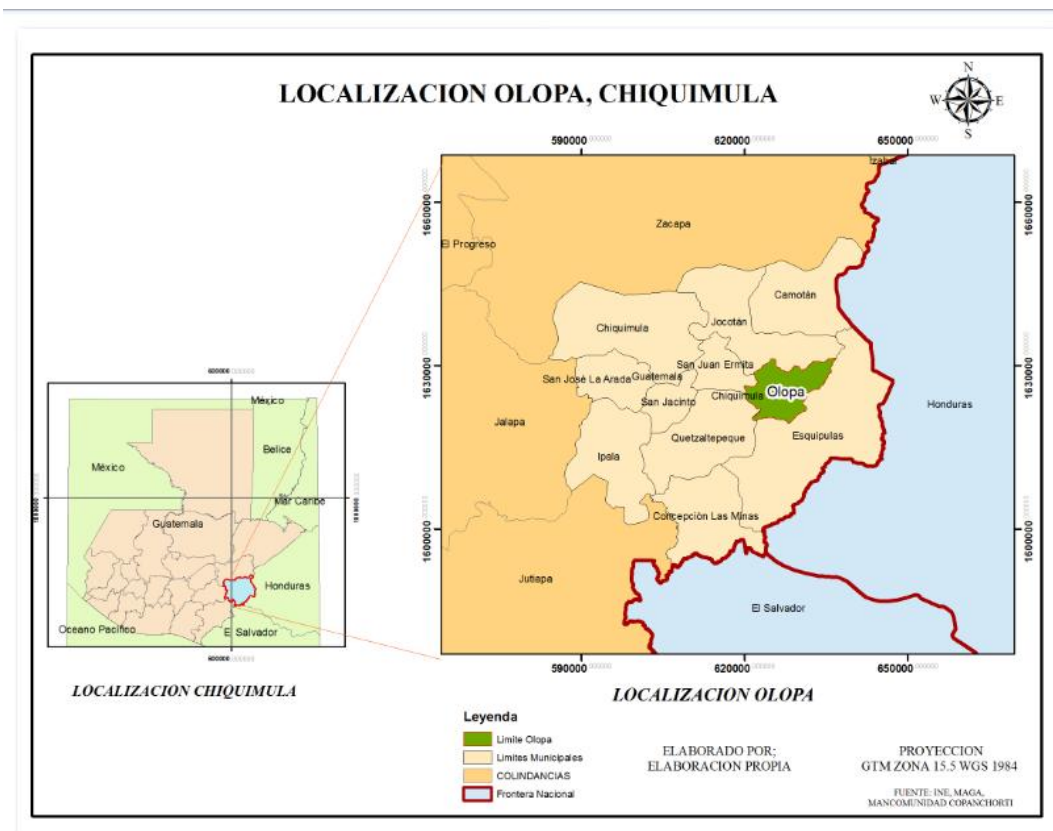 LOCALIZACION OLOPA, CHIQUIMULA
N
W
E
S
590000
620000
650000
1660000
1630000
1600000
1660000
1630000
1600000
Izabal
Zacapa
El Progreso
Camotán
Jocotán
Chiquimula
San Juan Ermita
San José La Arada
Guatemala
Olopa
Chiquimula
San Jacinto
Honduras
Jalapa
Quetzaltepeque
Esquipulas
Ipala
Concepción Las Minas
Jutiapa
El Salvador
590000
620000
650000
600000
México
Belice
México
Mar Caribe
Guatemala
Honduras
Oceano Pacífico
El Salvador
600000
LOCALIZACION CHIQUIMULA
LOCALIZACION OLOPA
Leyenda
Limite Olopa
Limites Municipales
COLINDANCIAS
Frontera Nacional
ELABORADO POR;
ELABORACION PROPIA
PROYECCION
GTM ZONA 15.5 WGS 1984
FUENTE: INE, MAGA,
MANCOMUNIDAD COPANCHORTI